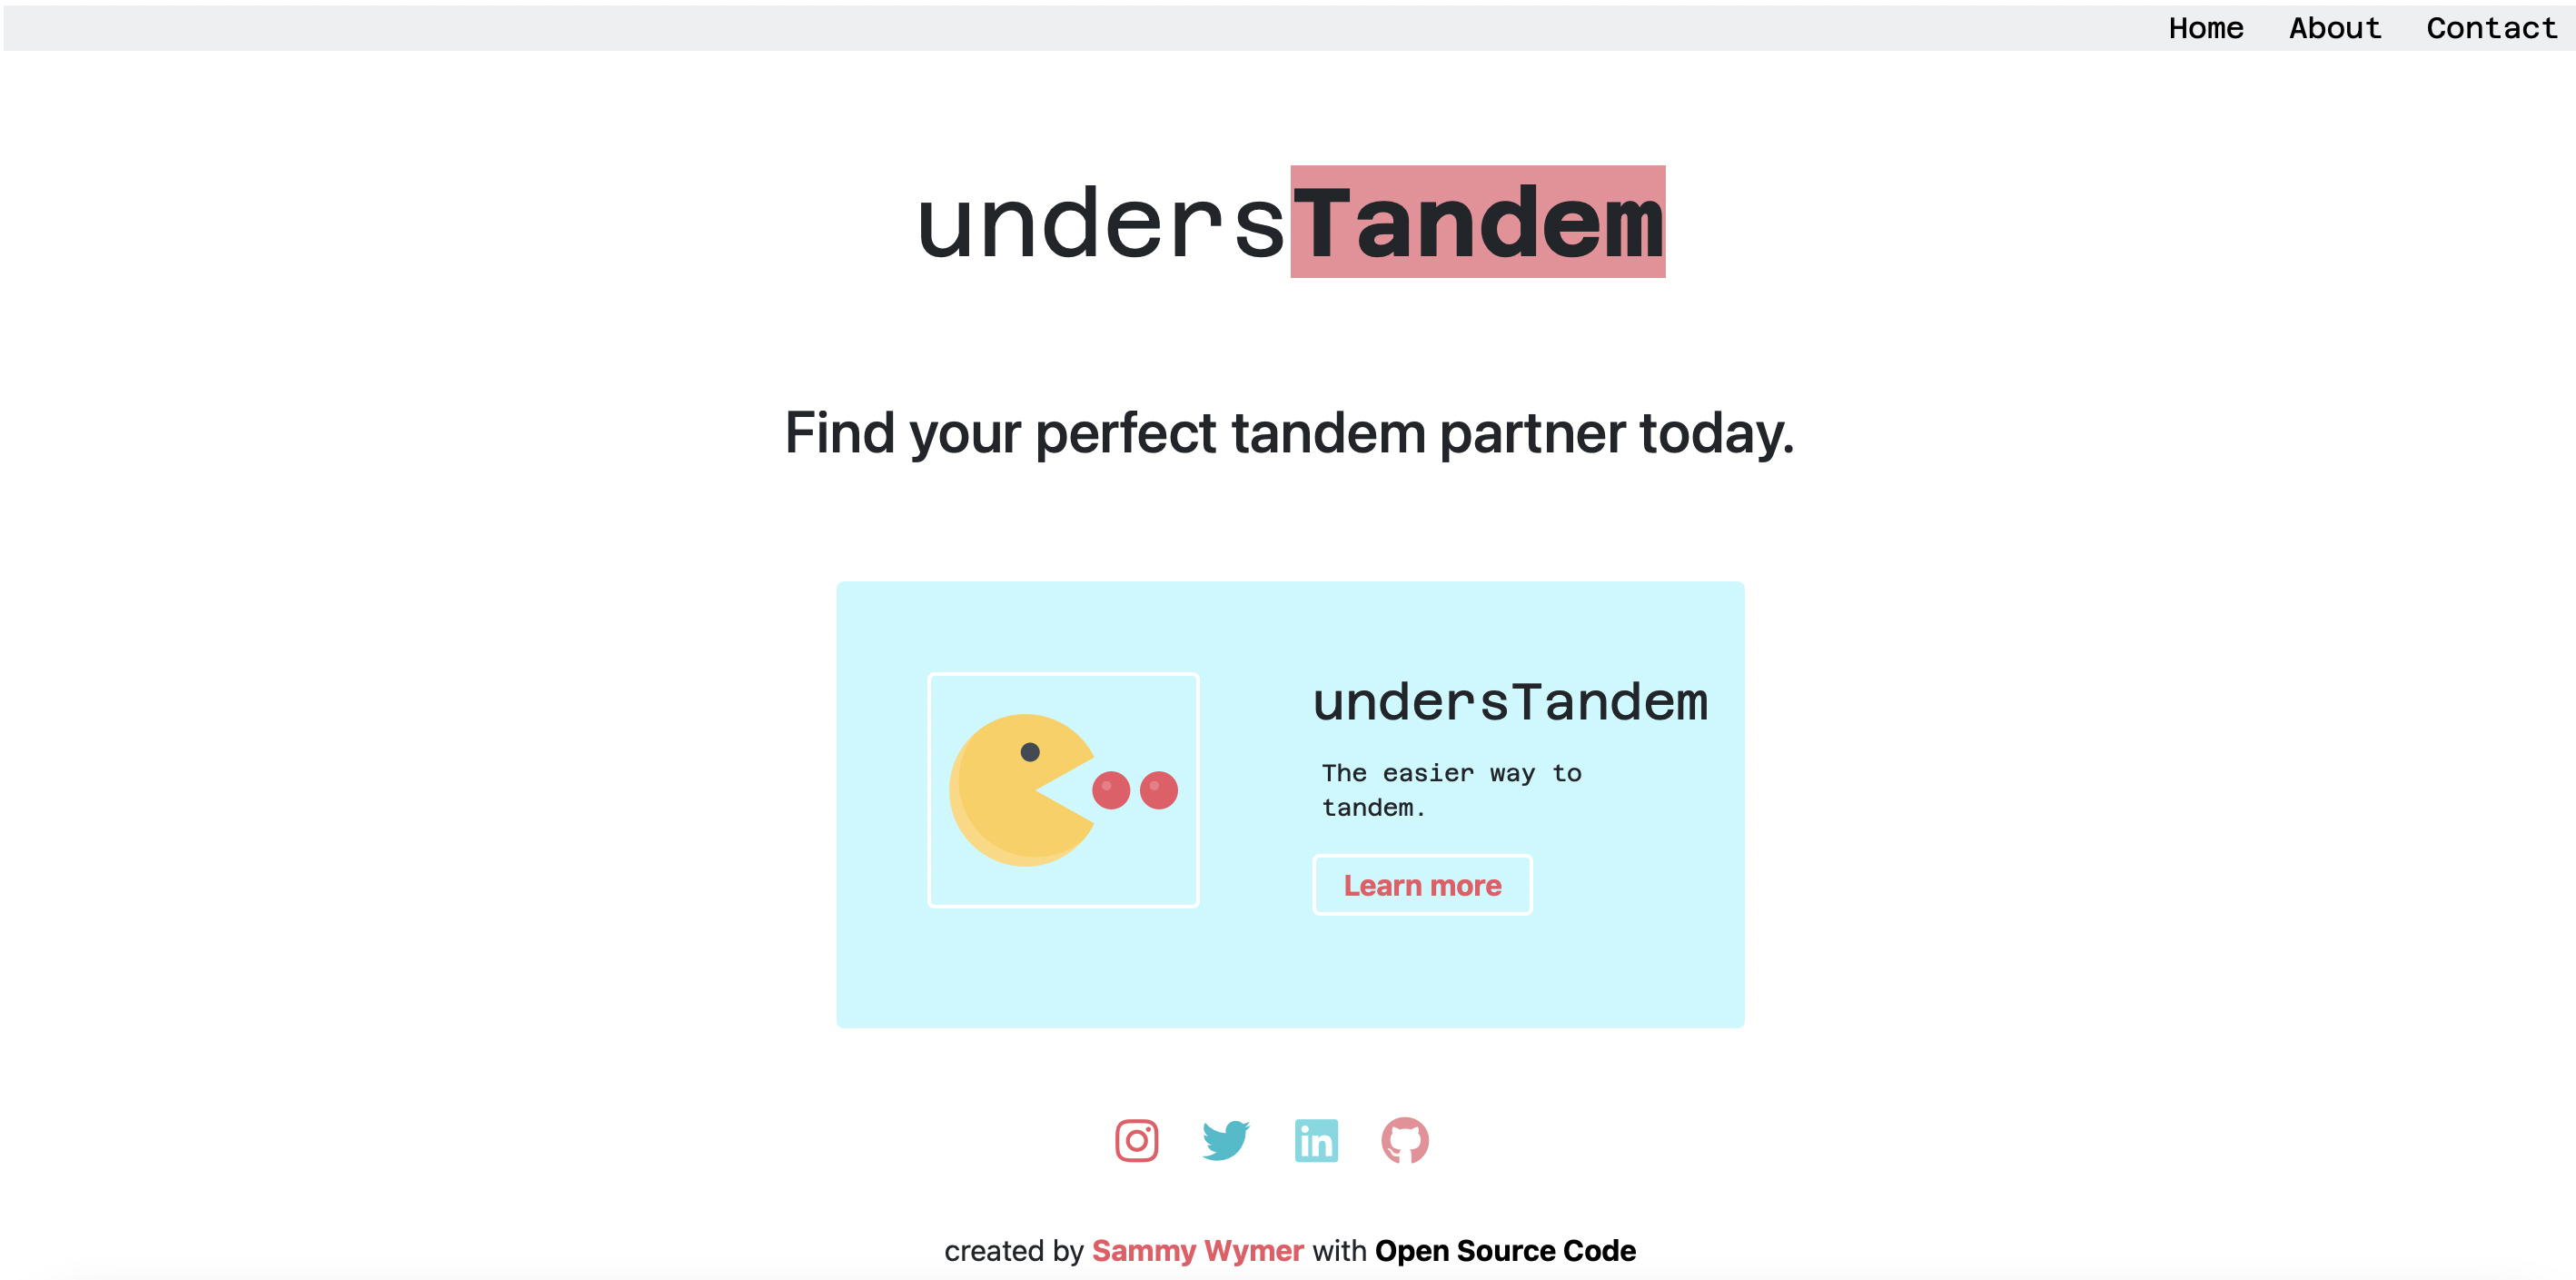 Home About Contact
undersTandem
Find your perfect tandem partner today.
undersTandem
The easier way to
tandem.
Learn more
in
created by Sammy Wymer with Open Source Code